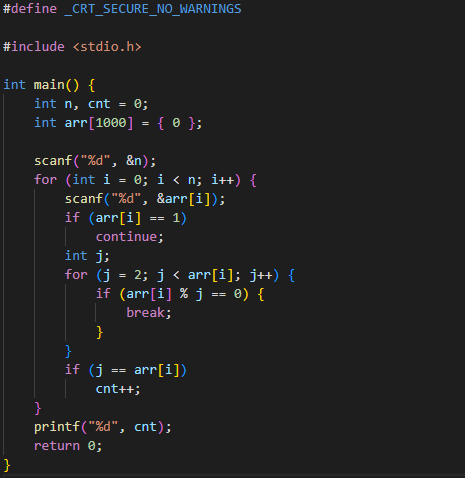 #define _CRT_SECURE_NO_WARNINGS
#include <stdio.h>
int main() {
    int n, cnt = 0;
    int arr[1000] = { 0 };
    scanf("%d", &n);
    for (int i = 0; i < n; i++) {
        scanf("%d", &arr[i]);
        if (arr[i] == 1)
            continue;
        int j;
        for (j = 2; j < arr[i]; j++) {
            if (arr[i] % j == 0) {
                break;
            }
        }
        if (j == arr[i])
            cnt++;
    }
    printf("%d", cnt);
    return 0;
}